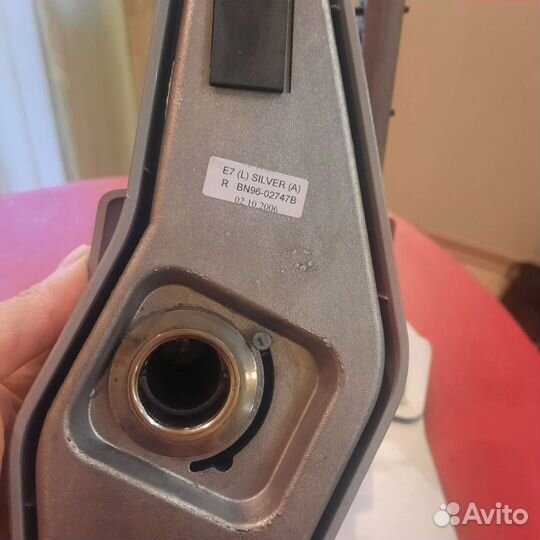 E7 (L) SILVER (A)
R BN96-02747B
02.10.2006
Avito